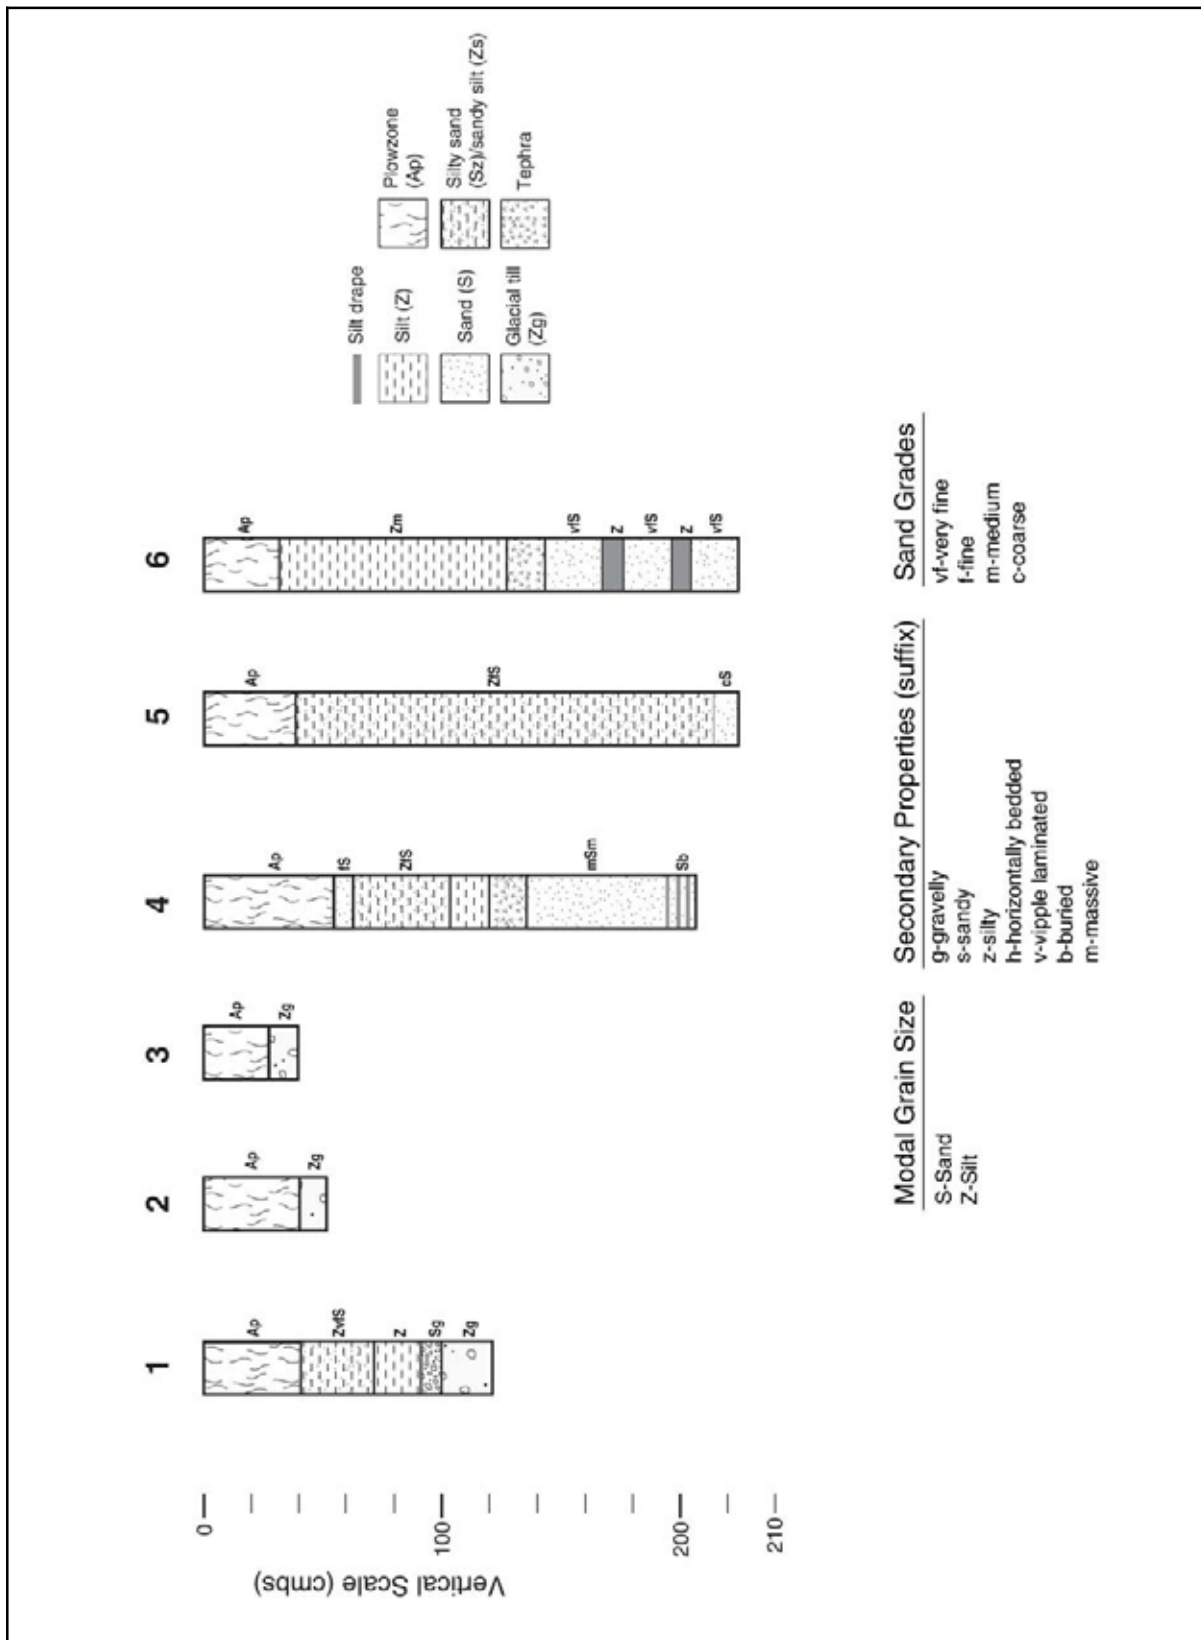 Vertical Scale (cmbs)
0
100
200
210
1
Ap
ZvfS
Z
Sg
Zg
2
Ap
Zg
3
Ap
Zg
4
Ap
fS
ZfS
mSm
Sb
5
Ap
ZfS
cS
6
Ap
Zm
vfS
Z
vfS
Z
vfS
Silt drape
Silt (Z)
Plowzone
(Ap)
Sand (S)
Silty sand
(Sz)/sandy silt (Zs)
Glacial till
(Zg)
Tephra
Modal Grain Size
S-Sand
Z-Silt
Secondary Properties (suffix)
g-gravelly
s-sandy
z-silty
h-horizontally bedded
v-vipple laminated
b-buried
m-massive
Sand Grades
vf-very fine
f-fine
m-medium
c-coarse